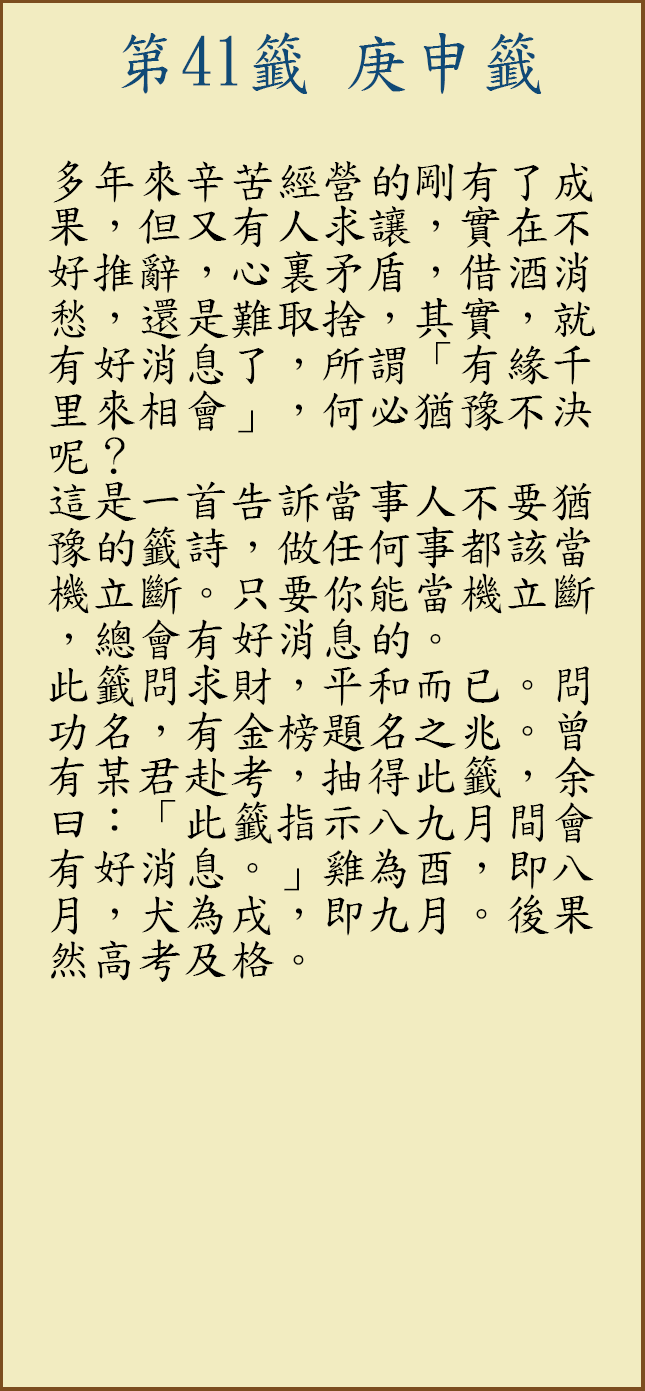 第41籤 庚申籤
多年來辛苦經營的剛有了成
果，但又有人求讓，實在不
好推辭，心裏矛盾，借酒消
愁，還是難取捨，其實，就
有好消息了，所謂「有緣千
里來相會」，何必猶豫不決
呢？
這是一首告訴當事人不要猶
豫的籤詩，做任何事都該當
機立斷。只要你能當機立斷
，總會有好消息的。
此籤問求財，平和而已。問
功名，有金榜題名之兆。曾
有某君赴考，抽得此籤，余
曰：「此籤指示八九月間會
有好消息。」雞為酉，即八
月，犬為戌，即九月。後果
然高考及格。